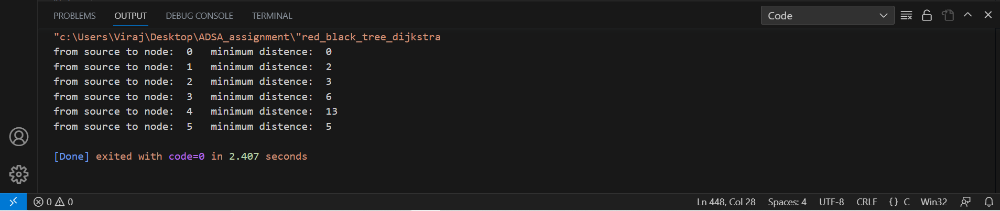 PROBLEMS OUTPUT DEBUG CONSOLE TERMINAL Code
"c:\Users\Viraj\Desktop\ADSA_assignment\"red_black_tree_dijkstra
from source to node:  0   minimum distence:  0
from source to node:  1   minimum distence:  2
from source to node:  2   minimum distence:  3
from source to node:  3   minimum distence:  6
from source to node:  4   minimum distence:  13
from source to node:  5   minimum distence:  5
[Done] exited with code=0 in 2.407 seconds
0 0 Ln 448, Col 28 Spaces: 4 UTF-8 CRLF {} C Win32